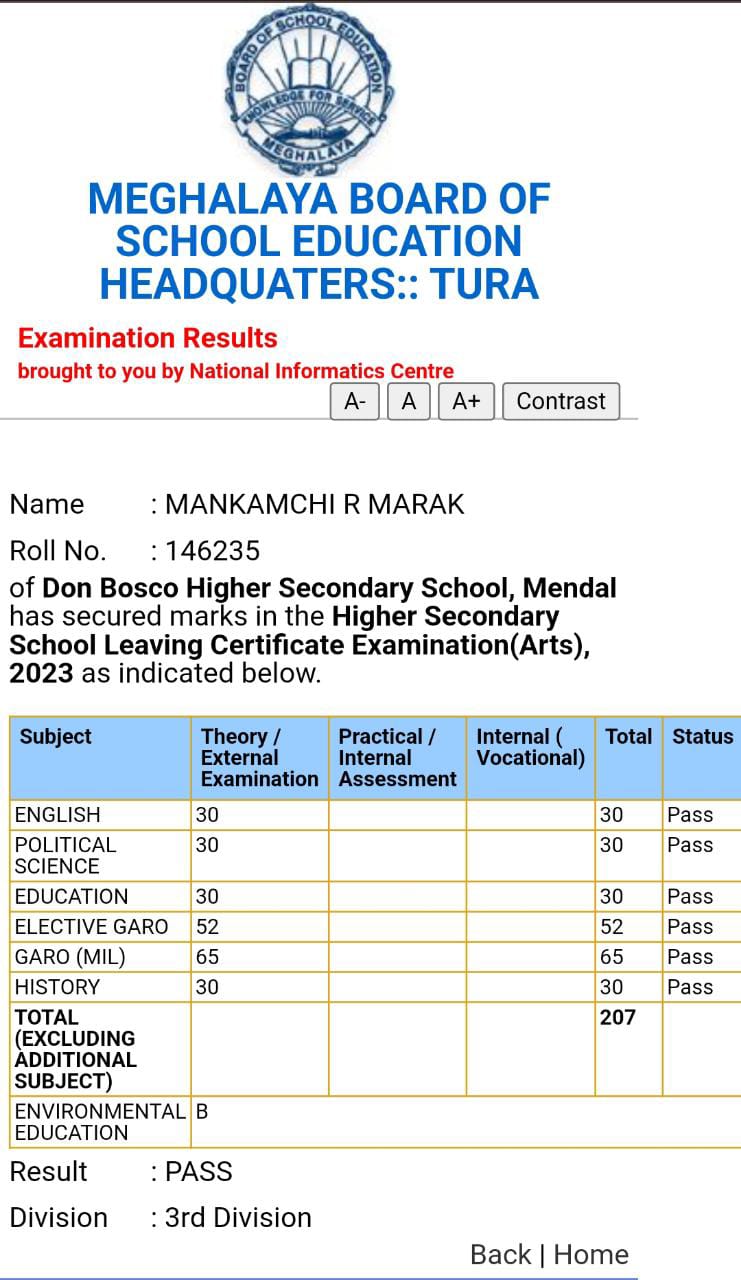 BOARD OF SCHOOL EDUCATION
KNOWLEDGE FOR SERVICE
MEGHALAYA
MEGHALAYA BOARD OF
SCHOOL EDUCATION
HEADQUATERS:: TURA
Examination Results
brought to you by National Informatics Centre
A- A A+ Contrast
Name : MANKAMCHI R MARAK
Roll No. : 146235
of Don Bosco Higher Secondary School, Mendal
has secured marks in the Higher Secondary
School Leaving Certificate Examination(Arts),
2023 as indicated below.
Subject Theory / External Examination Practical / Internal Assessment Internal ( Vocational) Total Status
ENGLISH 30 30 Pass
POLITICAL SCIENCE 30 30 Pass
EDUCATION 30 30 Pass
ELECTIVE GARO 52 52 Pass
GARO (MIL) 65 65 Pass
HISTORY 30 30 Pass
TOTAL (EXCLUDING ADDITIONAL SUBJECT) 207
ENVIRONMENTAL EDUCATION B
Result : PASS
Division : 3rd Division
Back | Home